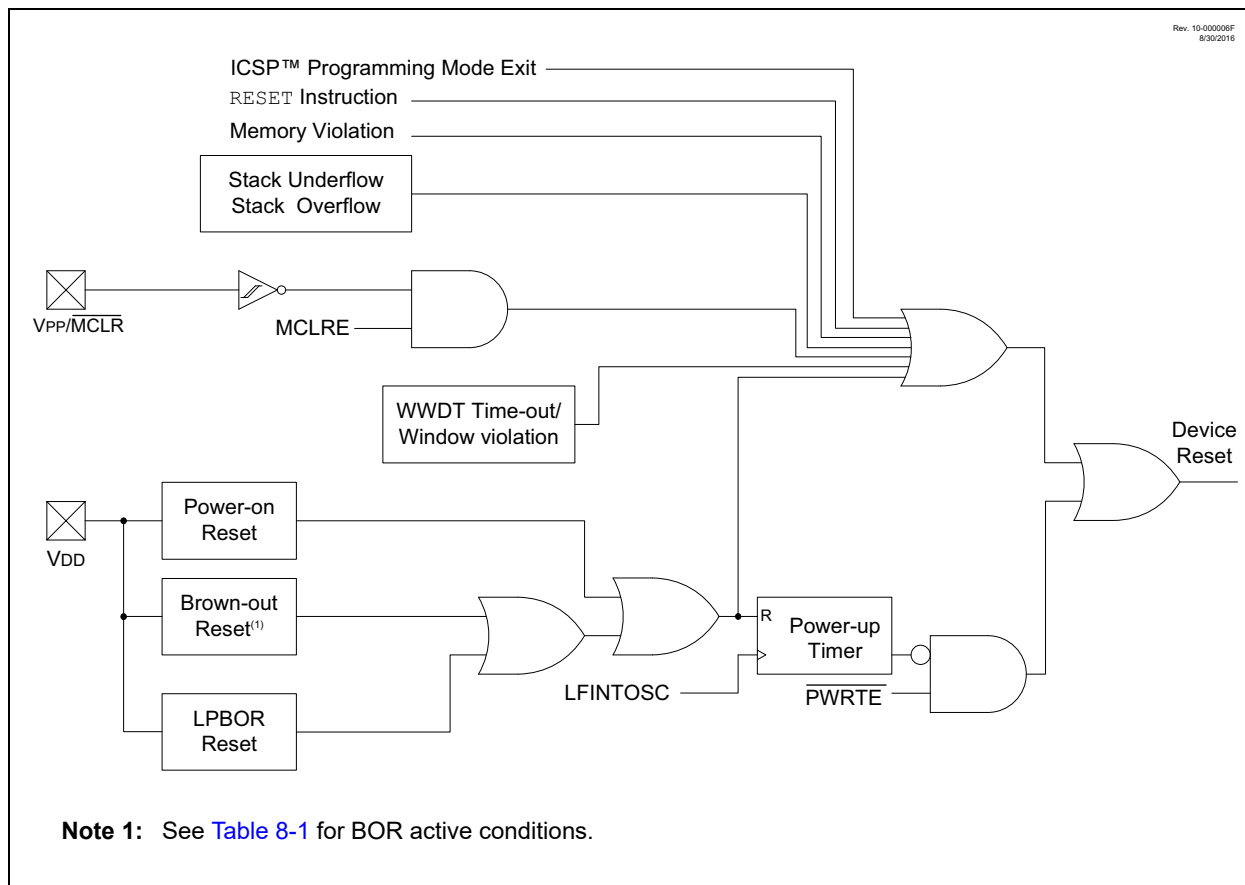 Rev. 10-000006F
8/30/2016
ICSP™ Programming Mode Exit
RESET Instruction
Memory Violation
Stack Underflow
Stack Overflow
VPP/MCLR
MCLRE
WWDT Time-out/
Window violation
Device
Reset
VDD
Power-on
Reset
Brown-out
Reset(1)
LPBOR
Reset
R
Power-up
Timer
LFINTOSC
PWRTE
Note 1: See Table 8-1 for BOR active conditions.